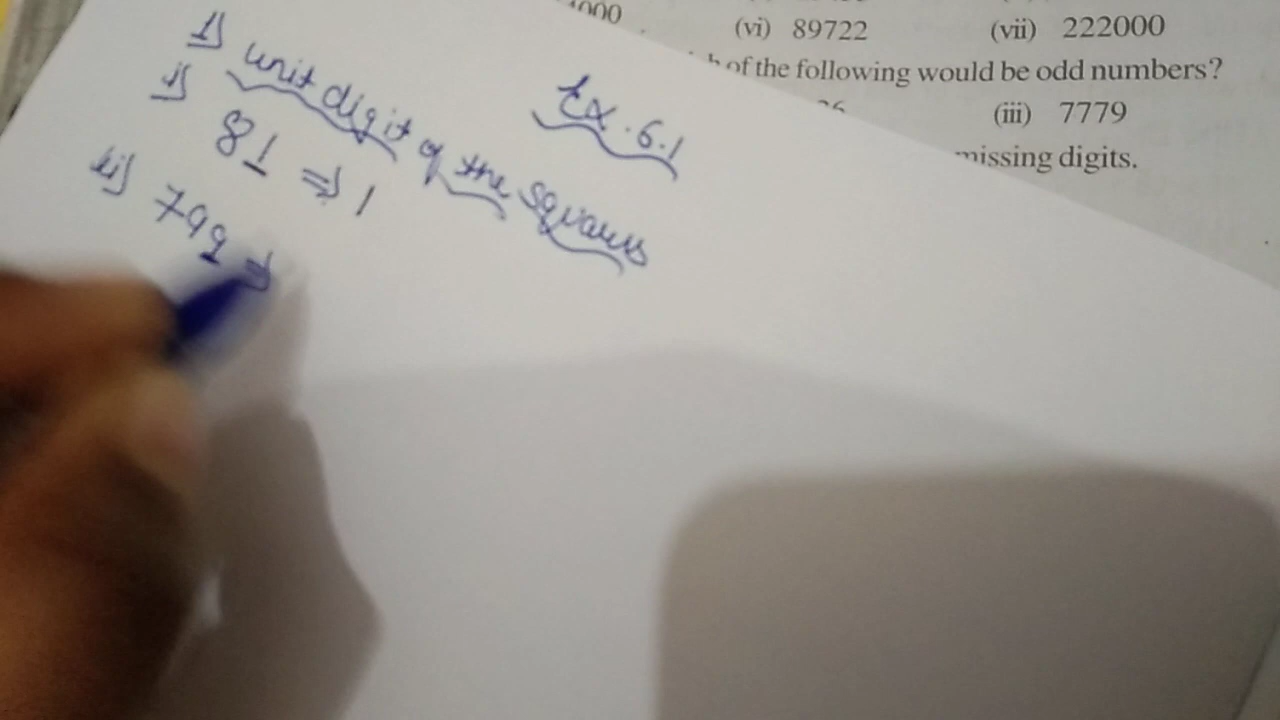 Ex. 6.1
1) unit digit of the squares
i) 81 ⇒ 1
ii)
000
(vi) 89722 (vii) 222000
of the following would be odd numbers?
(iii) 7779
missing digits.